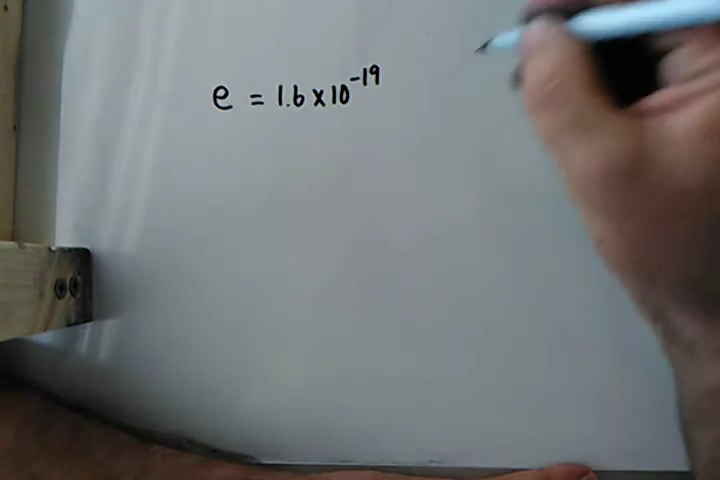 e = 1.6 × 10⁻¹⁹